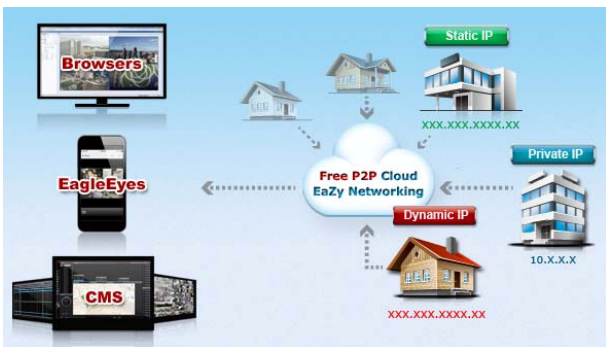 Browsers
Static IP
xxx.xxx.xxxx.xx
Private IP
Free P2P Cloud
EaZy Networking
EagleEyes
Dynamic IP
10.X.X.X
CMS
xxx.xxx.xxxx.xx